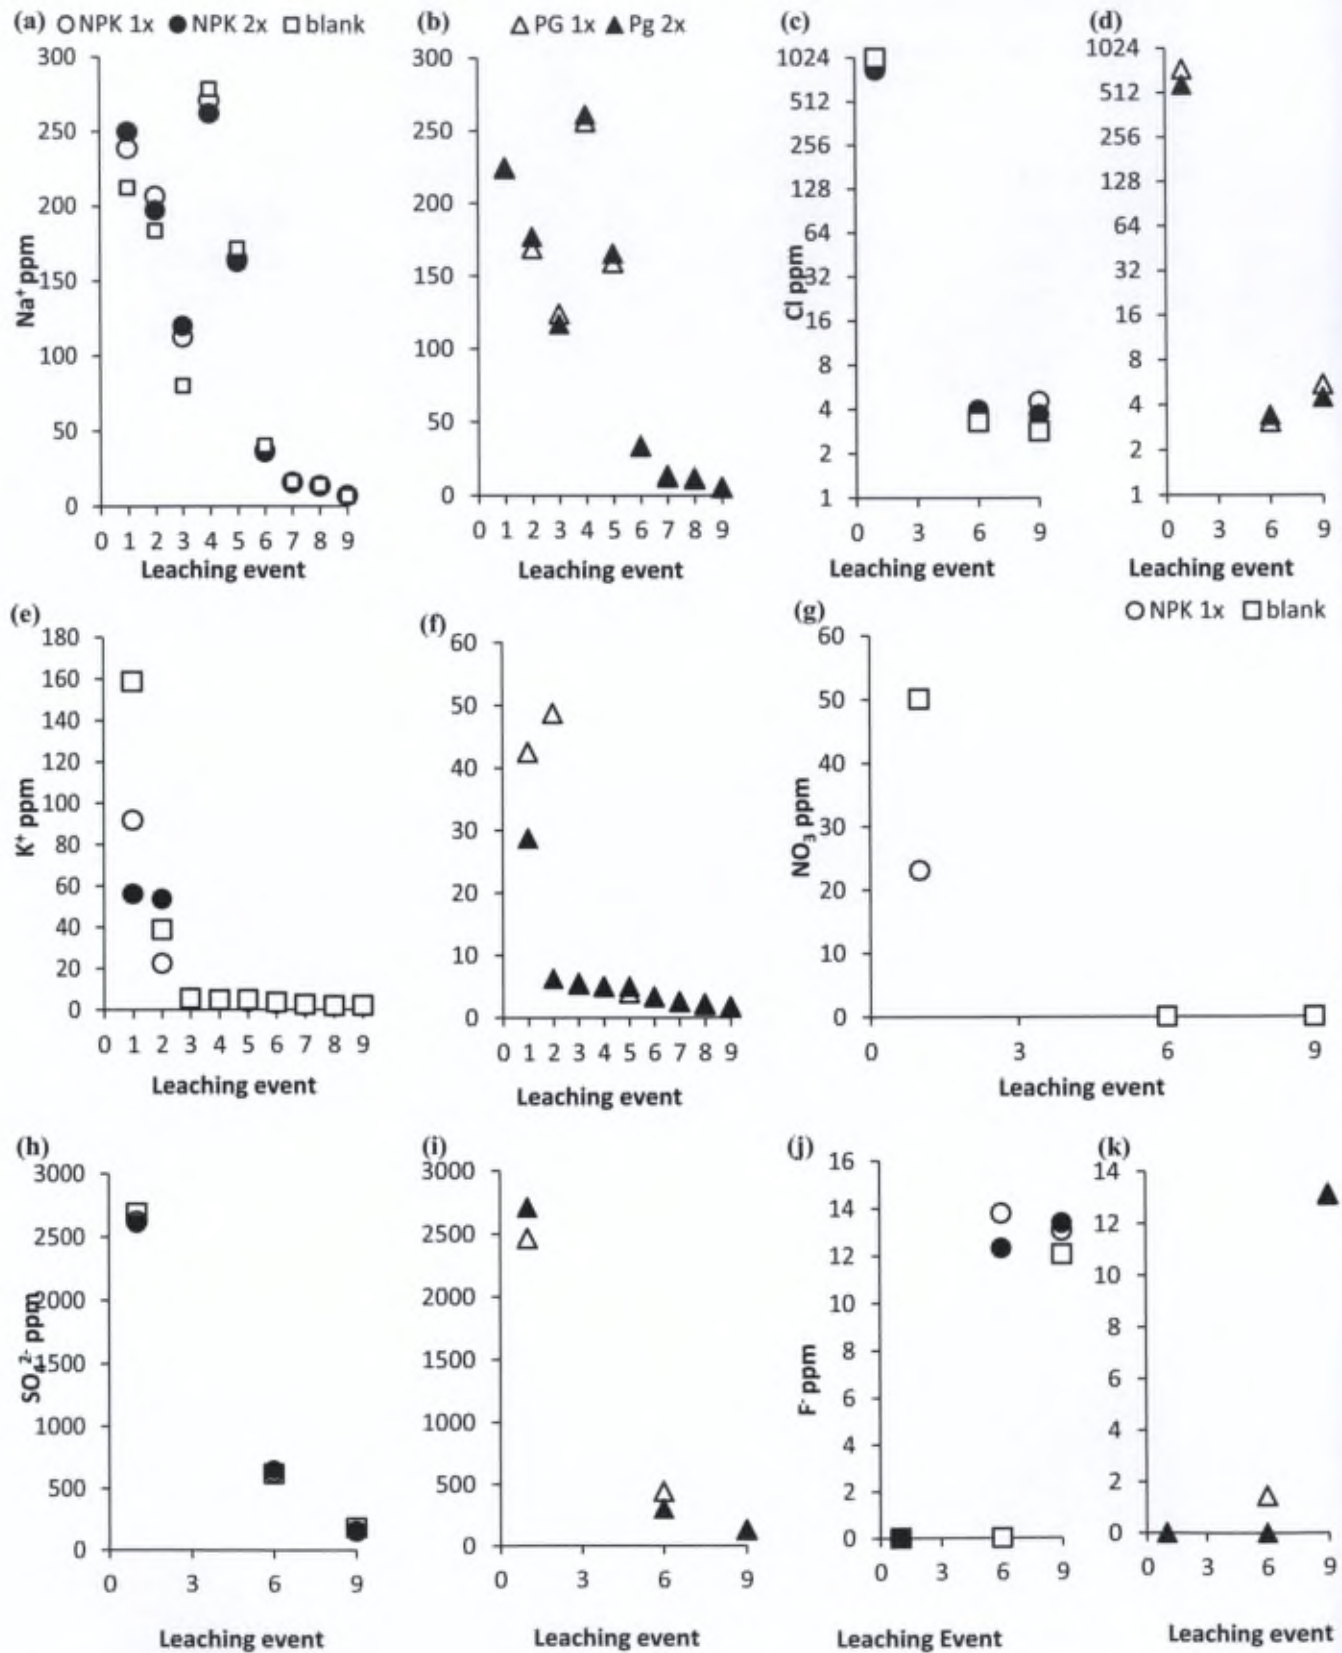 (a) NPK 1x NPK 2x blank
Na⁺ ppm
300
250
200
150
100
50
0
0 1 2 3 4 5 6 7 8 9
Leaching event
(b) PG 1x Pg 2x
300
250
200
150
100
50
0
0 1 2 3 4 5 6 7 8 9
Leaching event
(c)
Cl ppm
1024
512
256
128
64
32
16
8
4
2
1
0 3 6 9
Leaching event
(d)
1024
512
256
128
64
32
16
8
4
2
1
0 3 6 9
Leaching event
(e)
K⁺ ppm
180
160
140
120
100
80
60
40
20
0
0 1 2 3 4 5 6 7 8 9
Leaching event
(f)
60
50
40
30
20
10
0
0 1 2 3 4 5 6 7 8 9
Leaching event
(g) NPK 1x blank
NO₃ ppm
60
50
40
30
20
10
0
0 3 6 9
Leaching event
(h)
SO₄²⁻ ppm
3000
2500
2000
1500
1000
500
0
0 3 6 9
Leaching event
(i)
3000
2500
2000
1500
1000
500
0
0 3 6 9
Leaching event
(j)
F⁻ ppm
16
14
12
10
8
6
4
2
0
0 3 6 9
Leaching Event
(k)
14
12
10
8
6
4
2
0
0 3 6 9
Leaching event